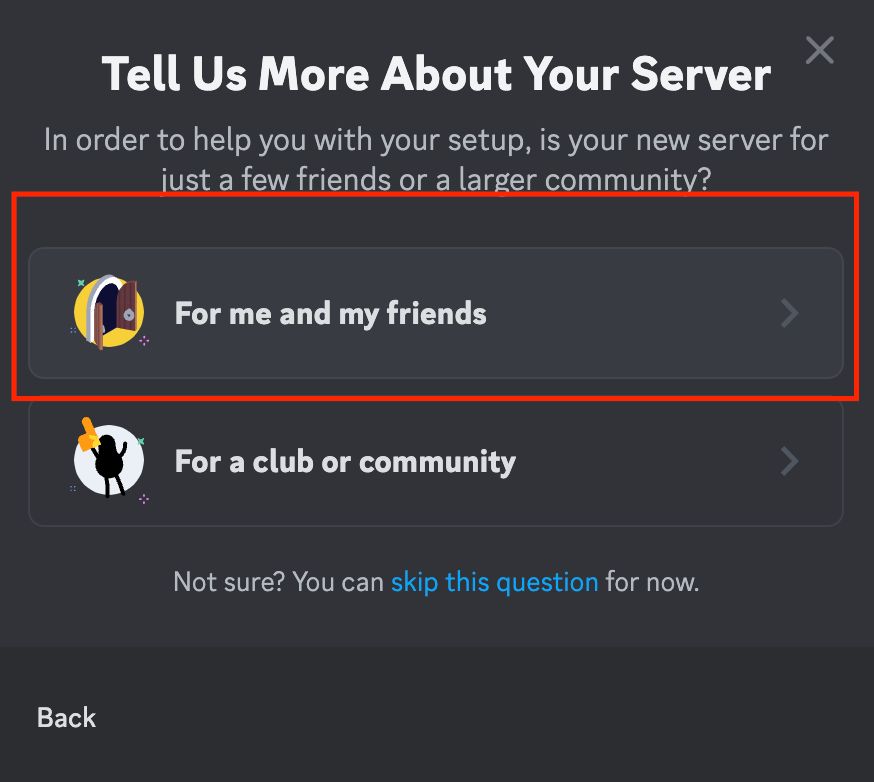 Tell Us More About Your Server
In order to help you with your setup, is your new server for
just a few friends or a larger community?
For me and my friends
For a club or community
Not sure? You can skip this question for now.
Back